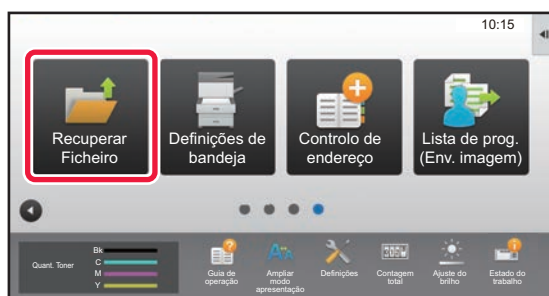 10:15
Recuperar
Ficheiro
Definições de
bandeja
Controlo de
endereço
Lista de prog.
(Env. imagem)
Quant. Toner
Bk
C
M
Y
Guia de
operação
Ampliar
modo
apresentação
Definições
Contagem
total
Ajuste do
brilho
Estado do
trabalho